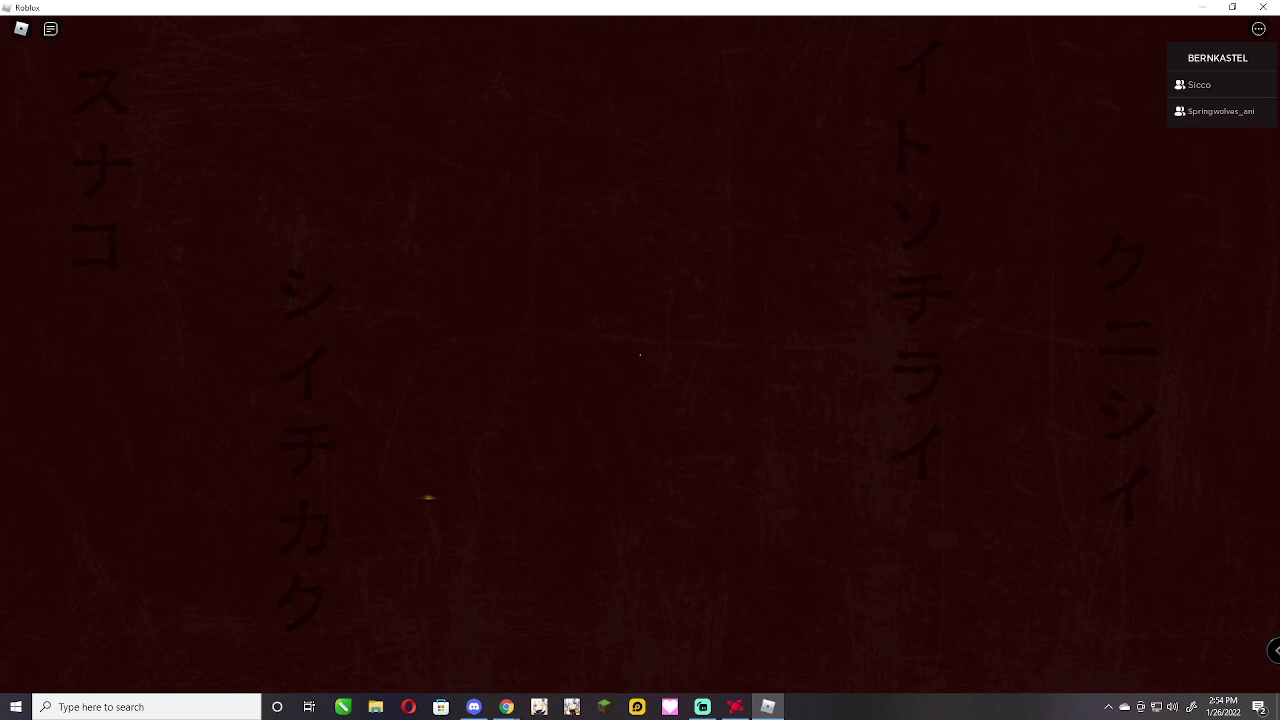 Roblox
BERNKASTEL
Sicco
Springwolves_ani
スナコ
シイチカク
イトソチライ
クニシイ
Type here to search
2:54 PM
1/26/2022